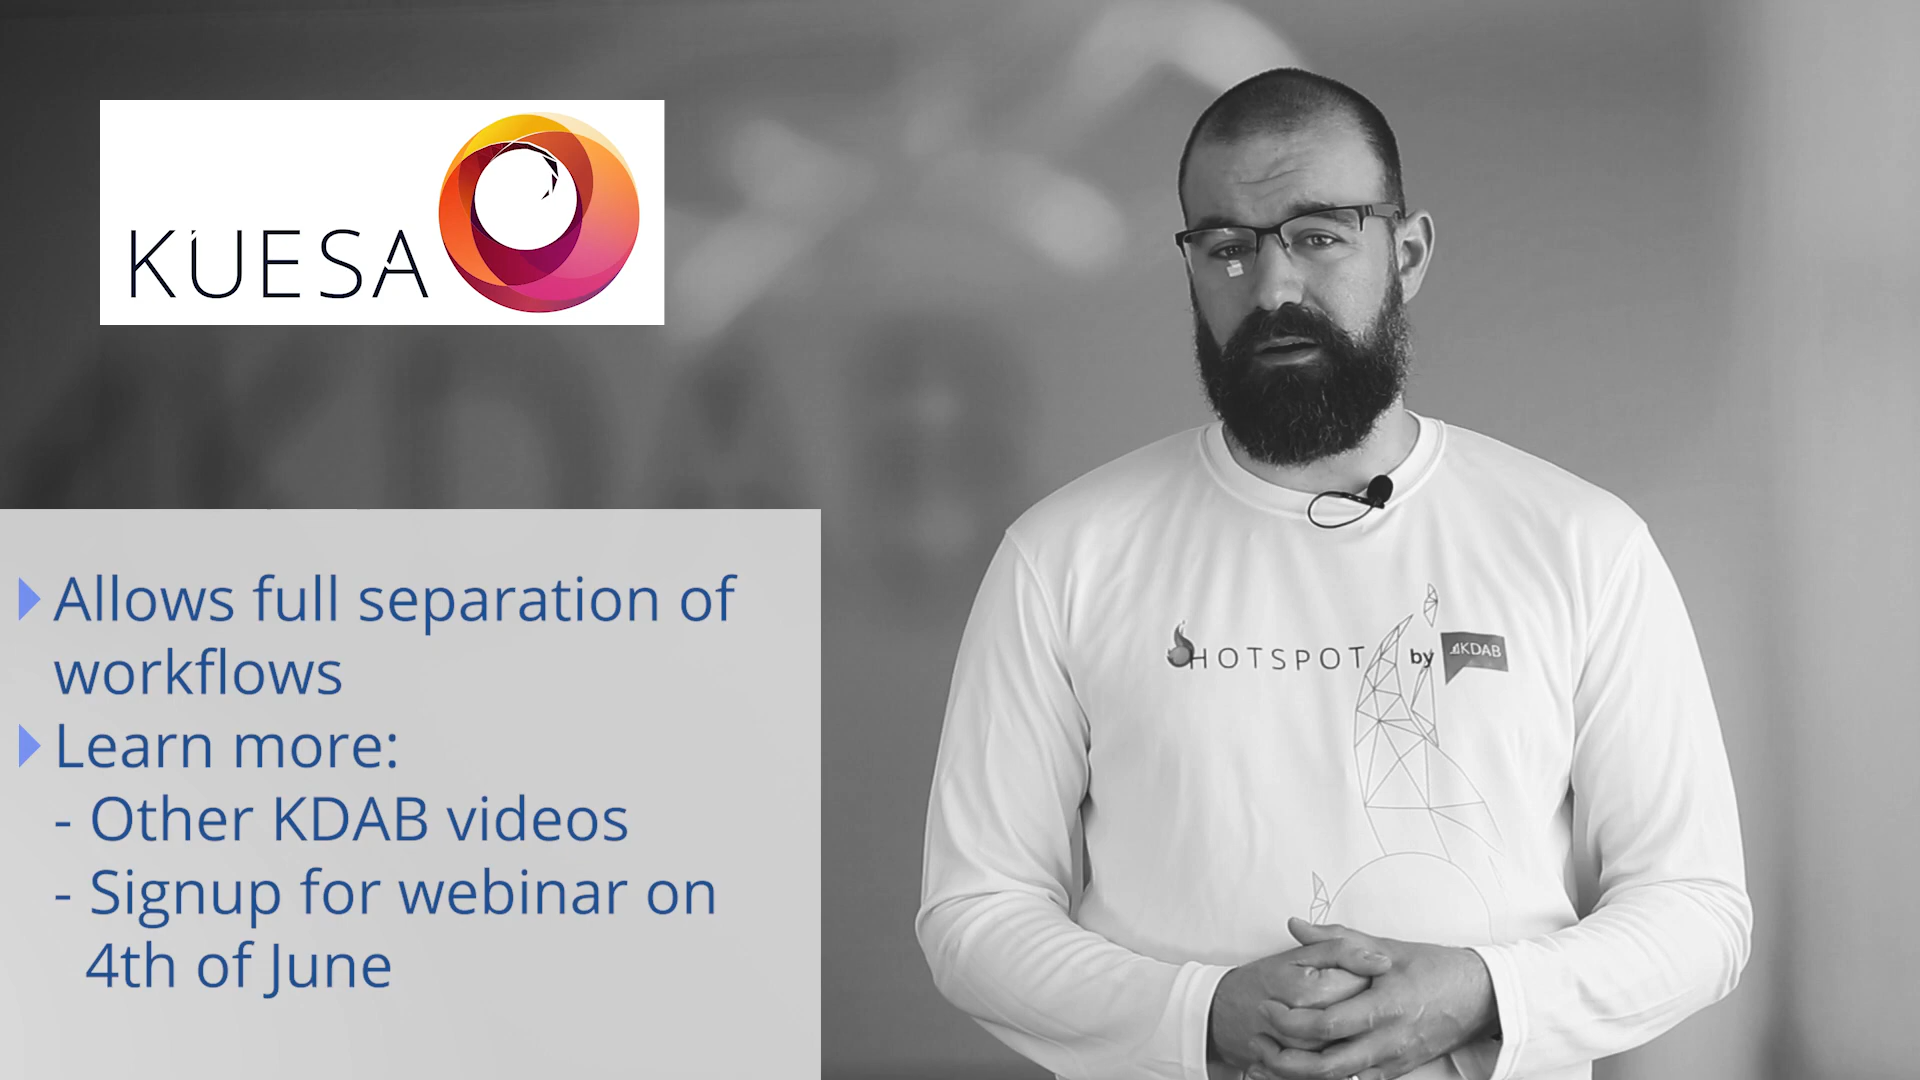 KUESA
Allows full separation of
workflows
Learn more:
- Other KDAB videos
- Signup for webinar on
4th of June
HOTSPOT by KDAB